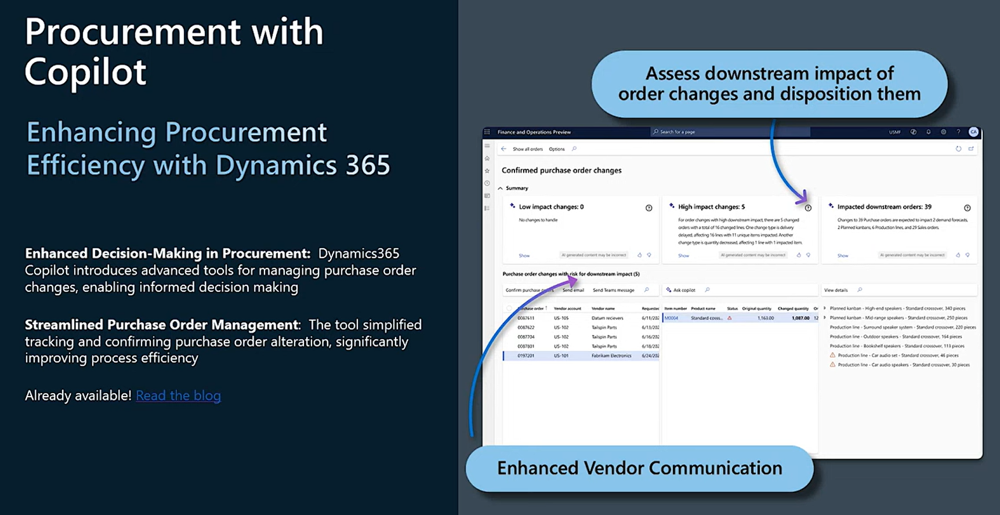 Procurement with
Copilot
Enhancing Procurement
Efficiency with Dynamics 365
Enhanced Decision-Making in Procurement: Dynamics365
Copilot introduces advanced tools for managing purchase order
changes, enabling informed decision making
Streamlined Purchase Order Management: The tool simplified
tracking and confirming purchase order alteration, significantly
improving process efficiency
Already available! Read the blog
Assess downstream impact of
order changes and disposition them
Finance and Operations Preview
Search for a page
USMF
CA
Show all orders Options
Confirmed purchase order changes
Summary
Low impact changes: 0
No changes to handle
Show AI generated content may be incorrect
High impact changes: 5
For order changes with high downstream impact, there are 5 changed
orders with a total of 16 changed lines. One change type is delivery
delayed, affecting 16 lines with 11 unique items impacted. Another
change type is quantity decreased, affecting 1 line with 1 impacted item.
Show AI generated content may be incorrect
Impacted downstream orders: 39
Changes to 39 Purchase orders are expected to impact 2 demand forecasts,
2 Planned kanbans, 6 Production lines, and 29 Sales orders.
Show AI generated content may be incorrect
Purchase order changes with risk for downstream impact (5)
Confirm purchase Send email Send Teams message
Ask copilot
View details
order Vendor account Vendor name Requested
0087611 US-105 Datum recievers 6/11/202
0087622 US-102 Tailspin Parts 6/13/202
0087704 US-102 Tailspin Parts 6/16/202
0087801 US-102 Tailspin Parts 6/18/202
0197201 US-101 Fabrikam Electronics 6/24/202
Item number Product name Status Original quantity Changed quantity Or
M0004 Standard cross... 1,163.00 1,087.00 12
Planned kanban - High-end speakers - Standard crossover, 340 pieces
Planned kanban - Mid-range speakers - Standard crossover, 250 pieces
Production line - Surround speaker system - Standard crossover, 220 pieces
Production line - Outdoor speakers - Standard crossover, 164 pieces
Production line - Bookshelf speakers - Standard crossover, 113 pieces
Production line - Car audio set - Standard crossover, 46 pieces
Production line - Car audio speakers - Standard crossover, 30 pieces
Enhanced Vendor Communication